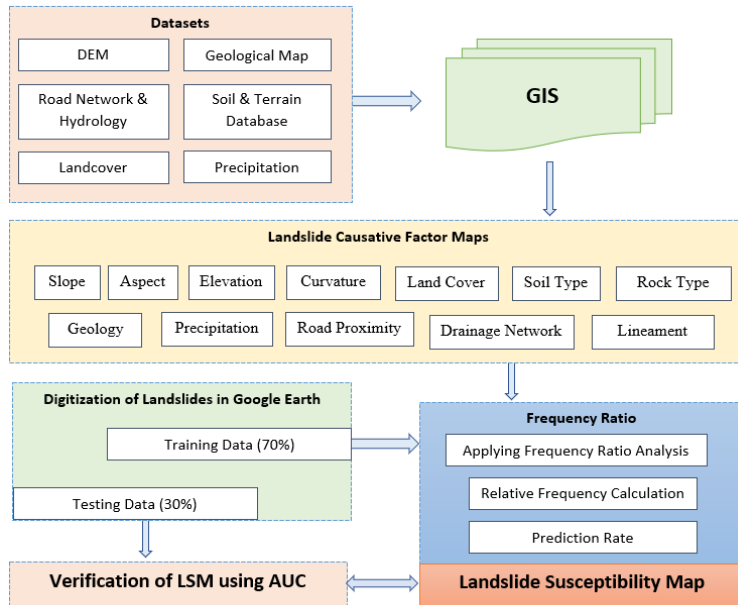 Datasets
DEM
Geological Map
Road Network &
Hydrology
Soil & Terrain
Database
Landcover
Precipitation
GIS
Landslide Causative Factor Maps
Slope
Aspect
Elevation
Curvature
Land Cover
Soil Type
Rock Type
Geology
Precipitation
Road Proximity
Drainage Network
Lineament
Digitization of Landslides in Google Earth
Training Data (70%)
Testing Data (30%)
Frequency Ratio
Applying Frequency Ratio Analysis
Relative Frequency Calculation
Prediction Rate
Verification of LSM using AUC
Landslide Susceptibility Map